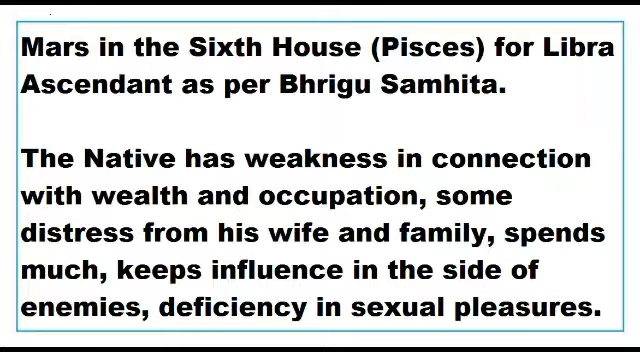 Mars in the Sixth House (Pisces) for Libra
Ascendant as per Bhrigu Samhita.
The Native has weakness in connection
with wealth and occupation, some
distress from his wife and family, spends
much, keeps influence in the side of
enemies, deficiency in sexual pleasures.